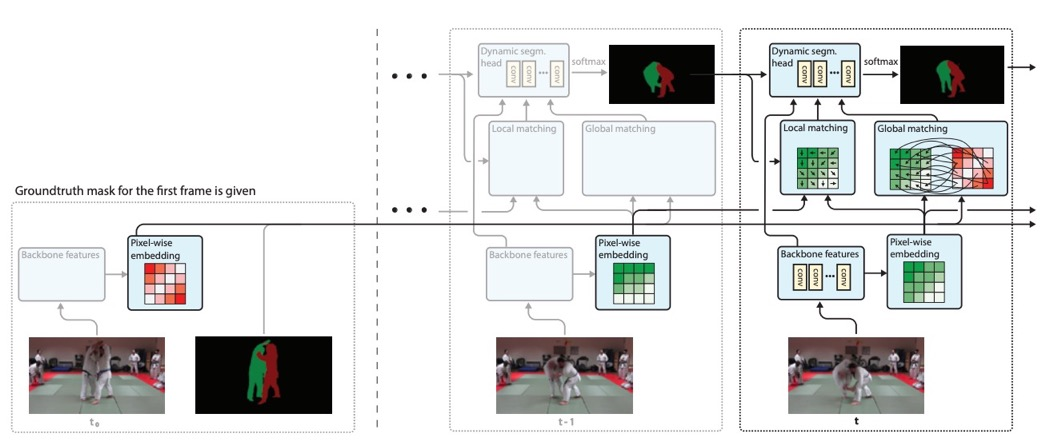 Groundtruth mask for the first frame is given
Backbone features
Pixel-wise
embedding
t₀
Dynamic segm.
head
conv
conv
...
conv
softmax
Local matching
Global matching
Backbone features
Pixel-wise
embedding
t-1
Dynamic segm.
head
conv
conv
...
conv
softmax
Local matching
Global matching
Backbone features
conv
conv
...
conv
Pixel-wise
embedding
t